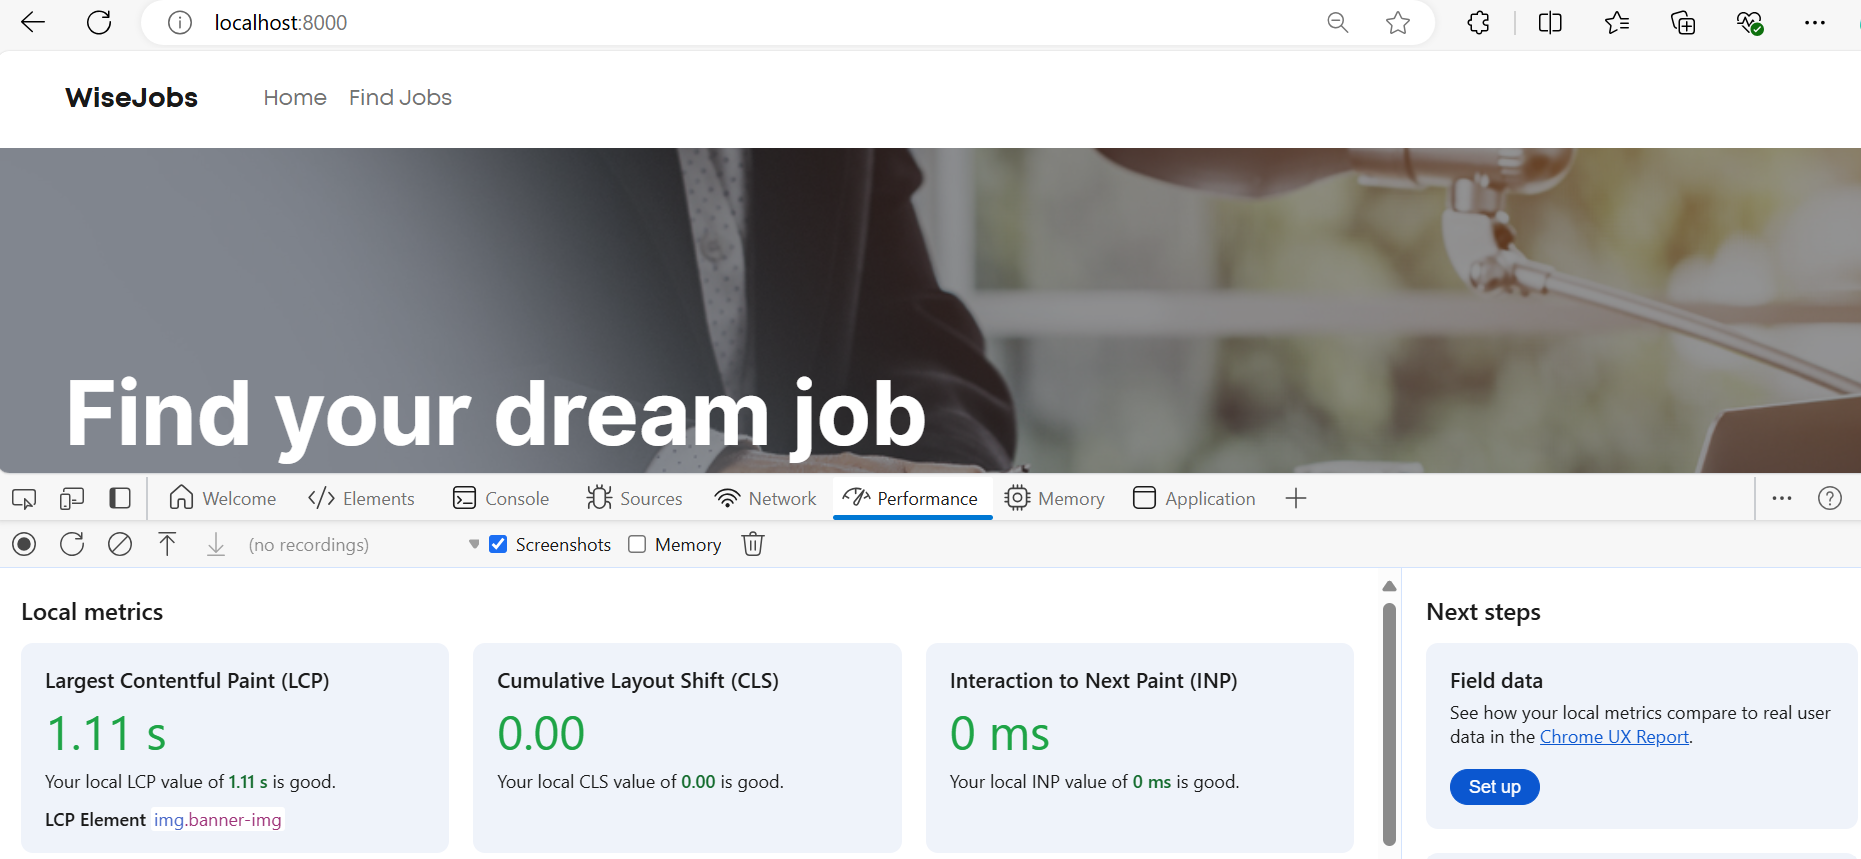 localhost:8000
WiseJobs Home Find Jobs
Find your dream job
Welcome Elements Console Sources Network Performance Memory Application
(no recordings) Screenshots Memory
Local metrics
Largest Contentful Paint (LCP)
1.11 s
Your local LCP value of 1.11 s is good.
LCP Element img.banner-img
Cumulative Layout Shift (CLS)
0.00
Your local CLS value of 0.00 is good.
Interaction to Next Paint (INP)
0 ms
Your local INP value of 0 ms is good.
Next steps
Field data
See how your local metrics compare to real user
data in the Chrome UX Report.
Set up